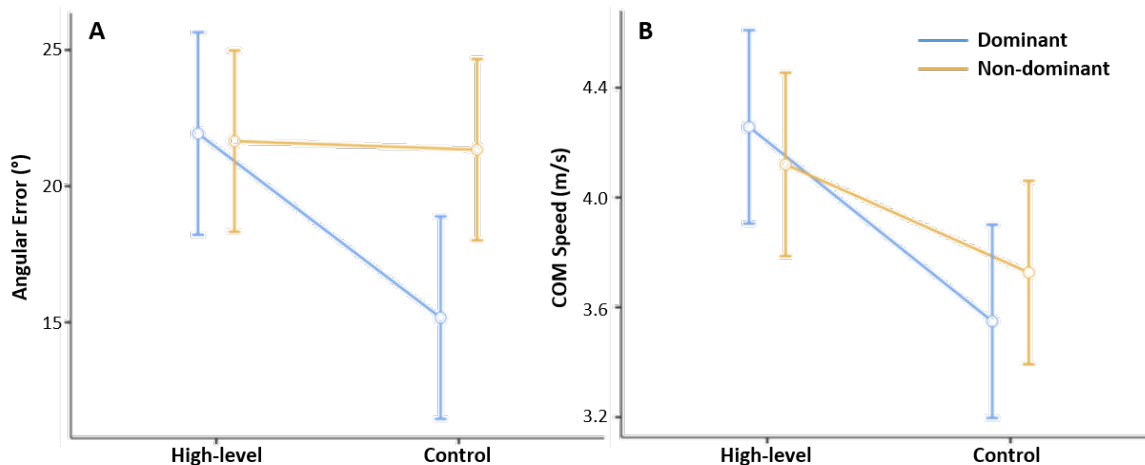 A
25
20
15
Angular Error (°)
High-level
Control
B
Dominant
Non-dominant
4.4
4.0
3.6
3.2
COM Speed (m/s)
High-level
Control